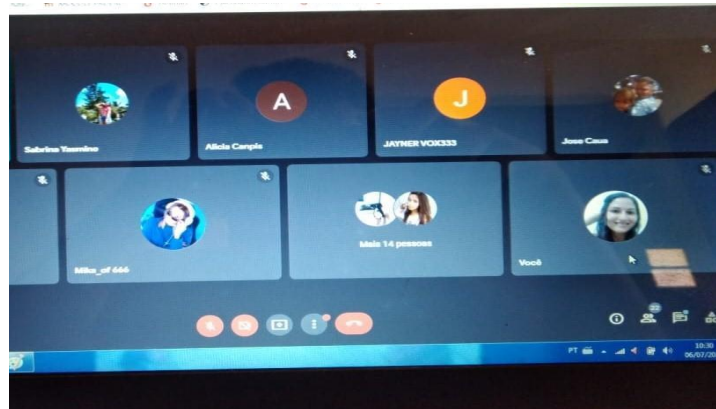 Sabrina Yasmine
Alicia Canpis
JAYNER VOX333
Jose Caua
A
J
Mika_of 666
Mais 14 pessoas
Você
22
PT
10:30
06/07/20